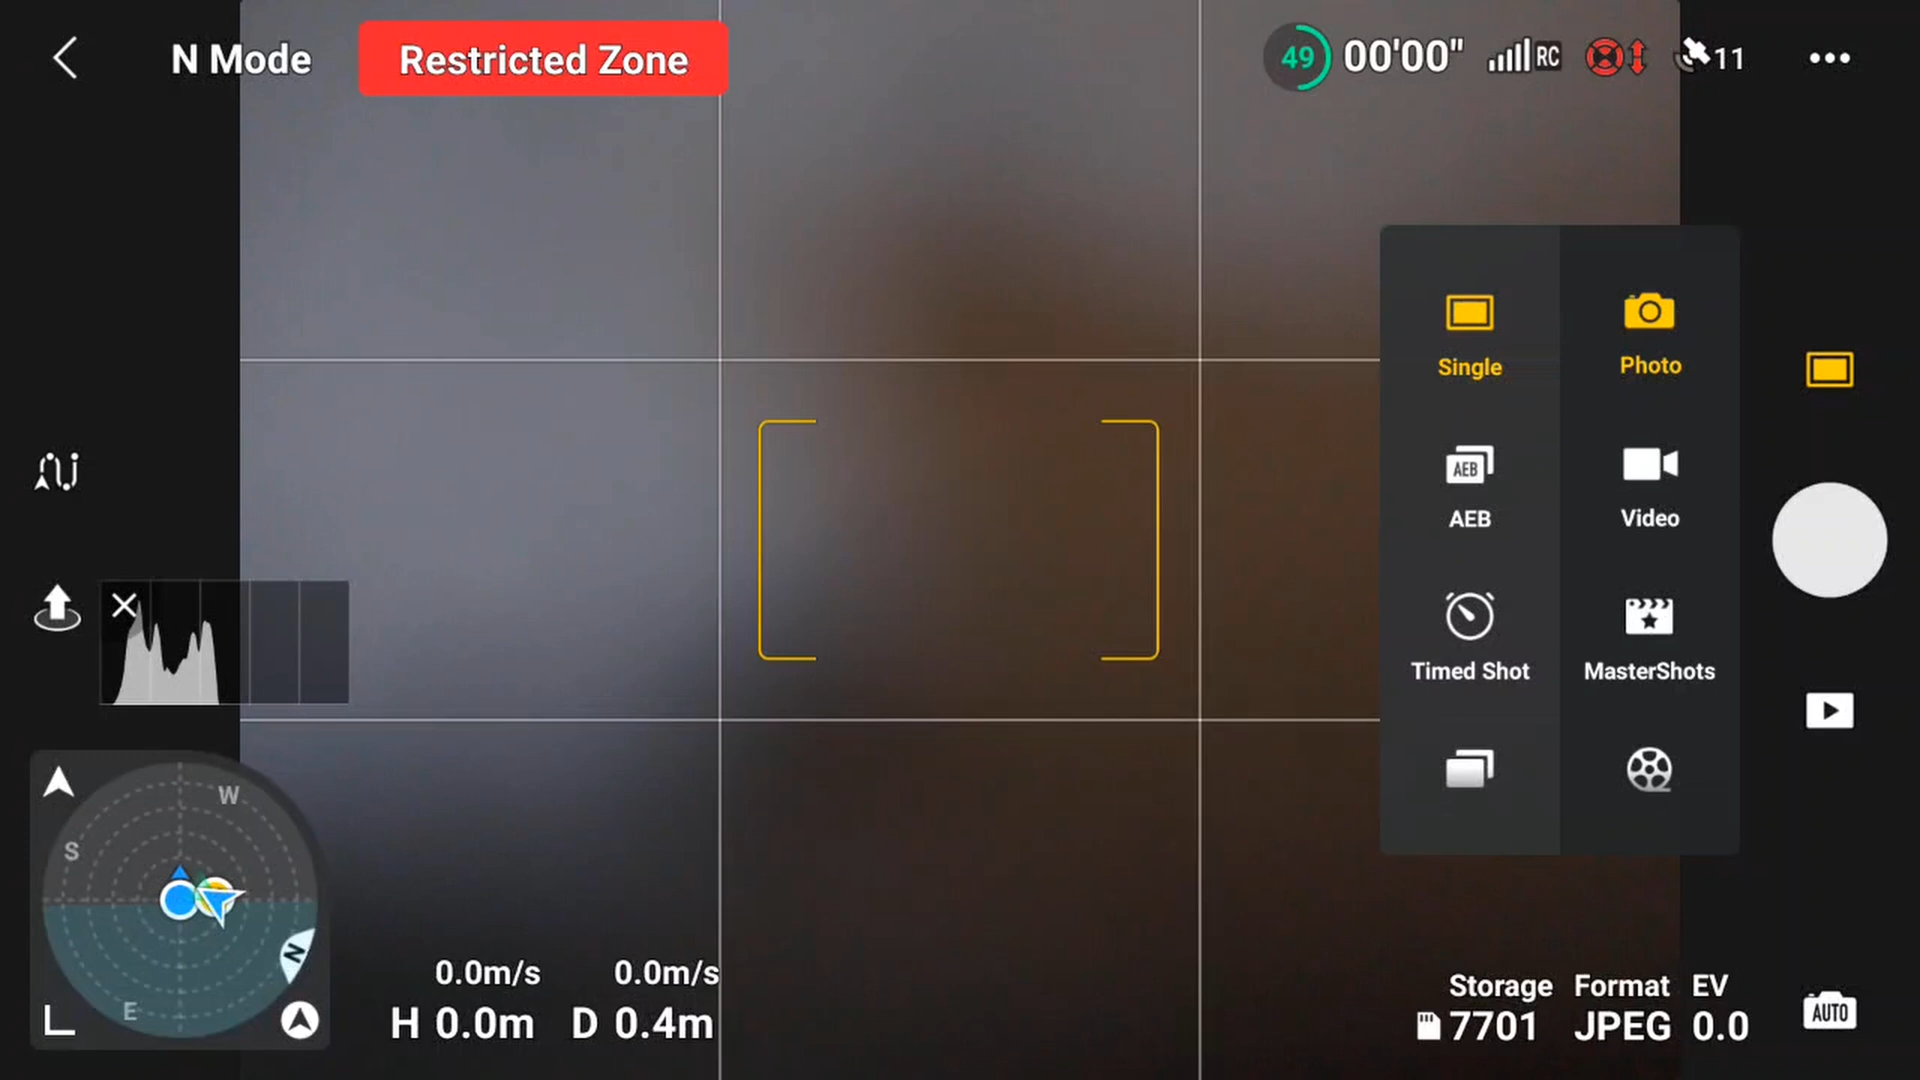 N Mode
Restricted Zone
49
00'00"
RC
11
Single
Photo
AEB
AEB
Video
Timed Shot
MasterShots
W
S
N
E
0.0m/s
0.0m/s
H 0.0m
D 0.4m
Storage
Format
EV
7701
JPEG
0.0
AUTO